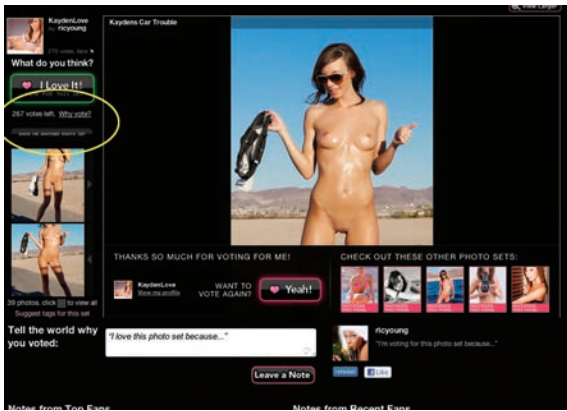 View Larger
KaydenLove
by ricyoung
What do you think?
I Love It!
287 votes left. Why vote?
39 photos. click to view all
Suggest tags for this set
Kaydens Car Trouble
THANKS SO MUCH FOR VOTING FOR ME!
KaydenLove
View my profile
WANT TO
VOTE AGAIN?
Yeah!
CHECK OUT THESE OTHER PHOTO SETS:
Tell the world why
you voted:
"I love this photo set because..."
Leave a Note
ricyoung
"I'm voting for this photo set because..."
retweet
Like
Notes from Top Fans
Notes from Recent Fans